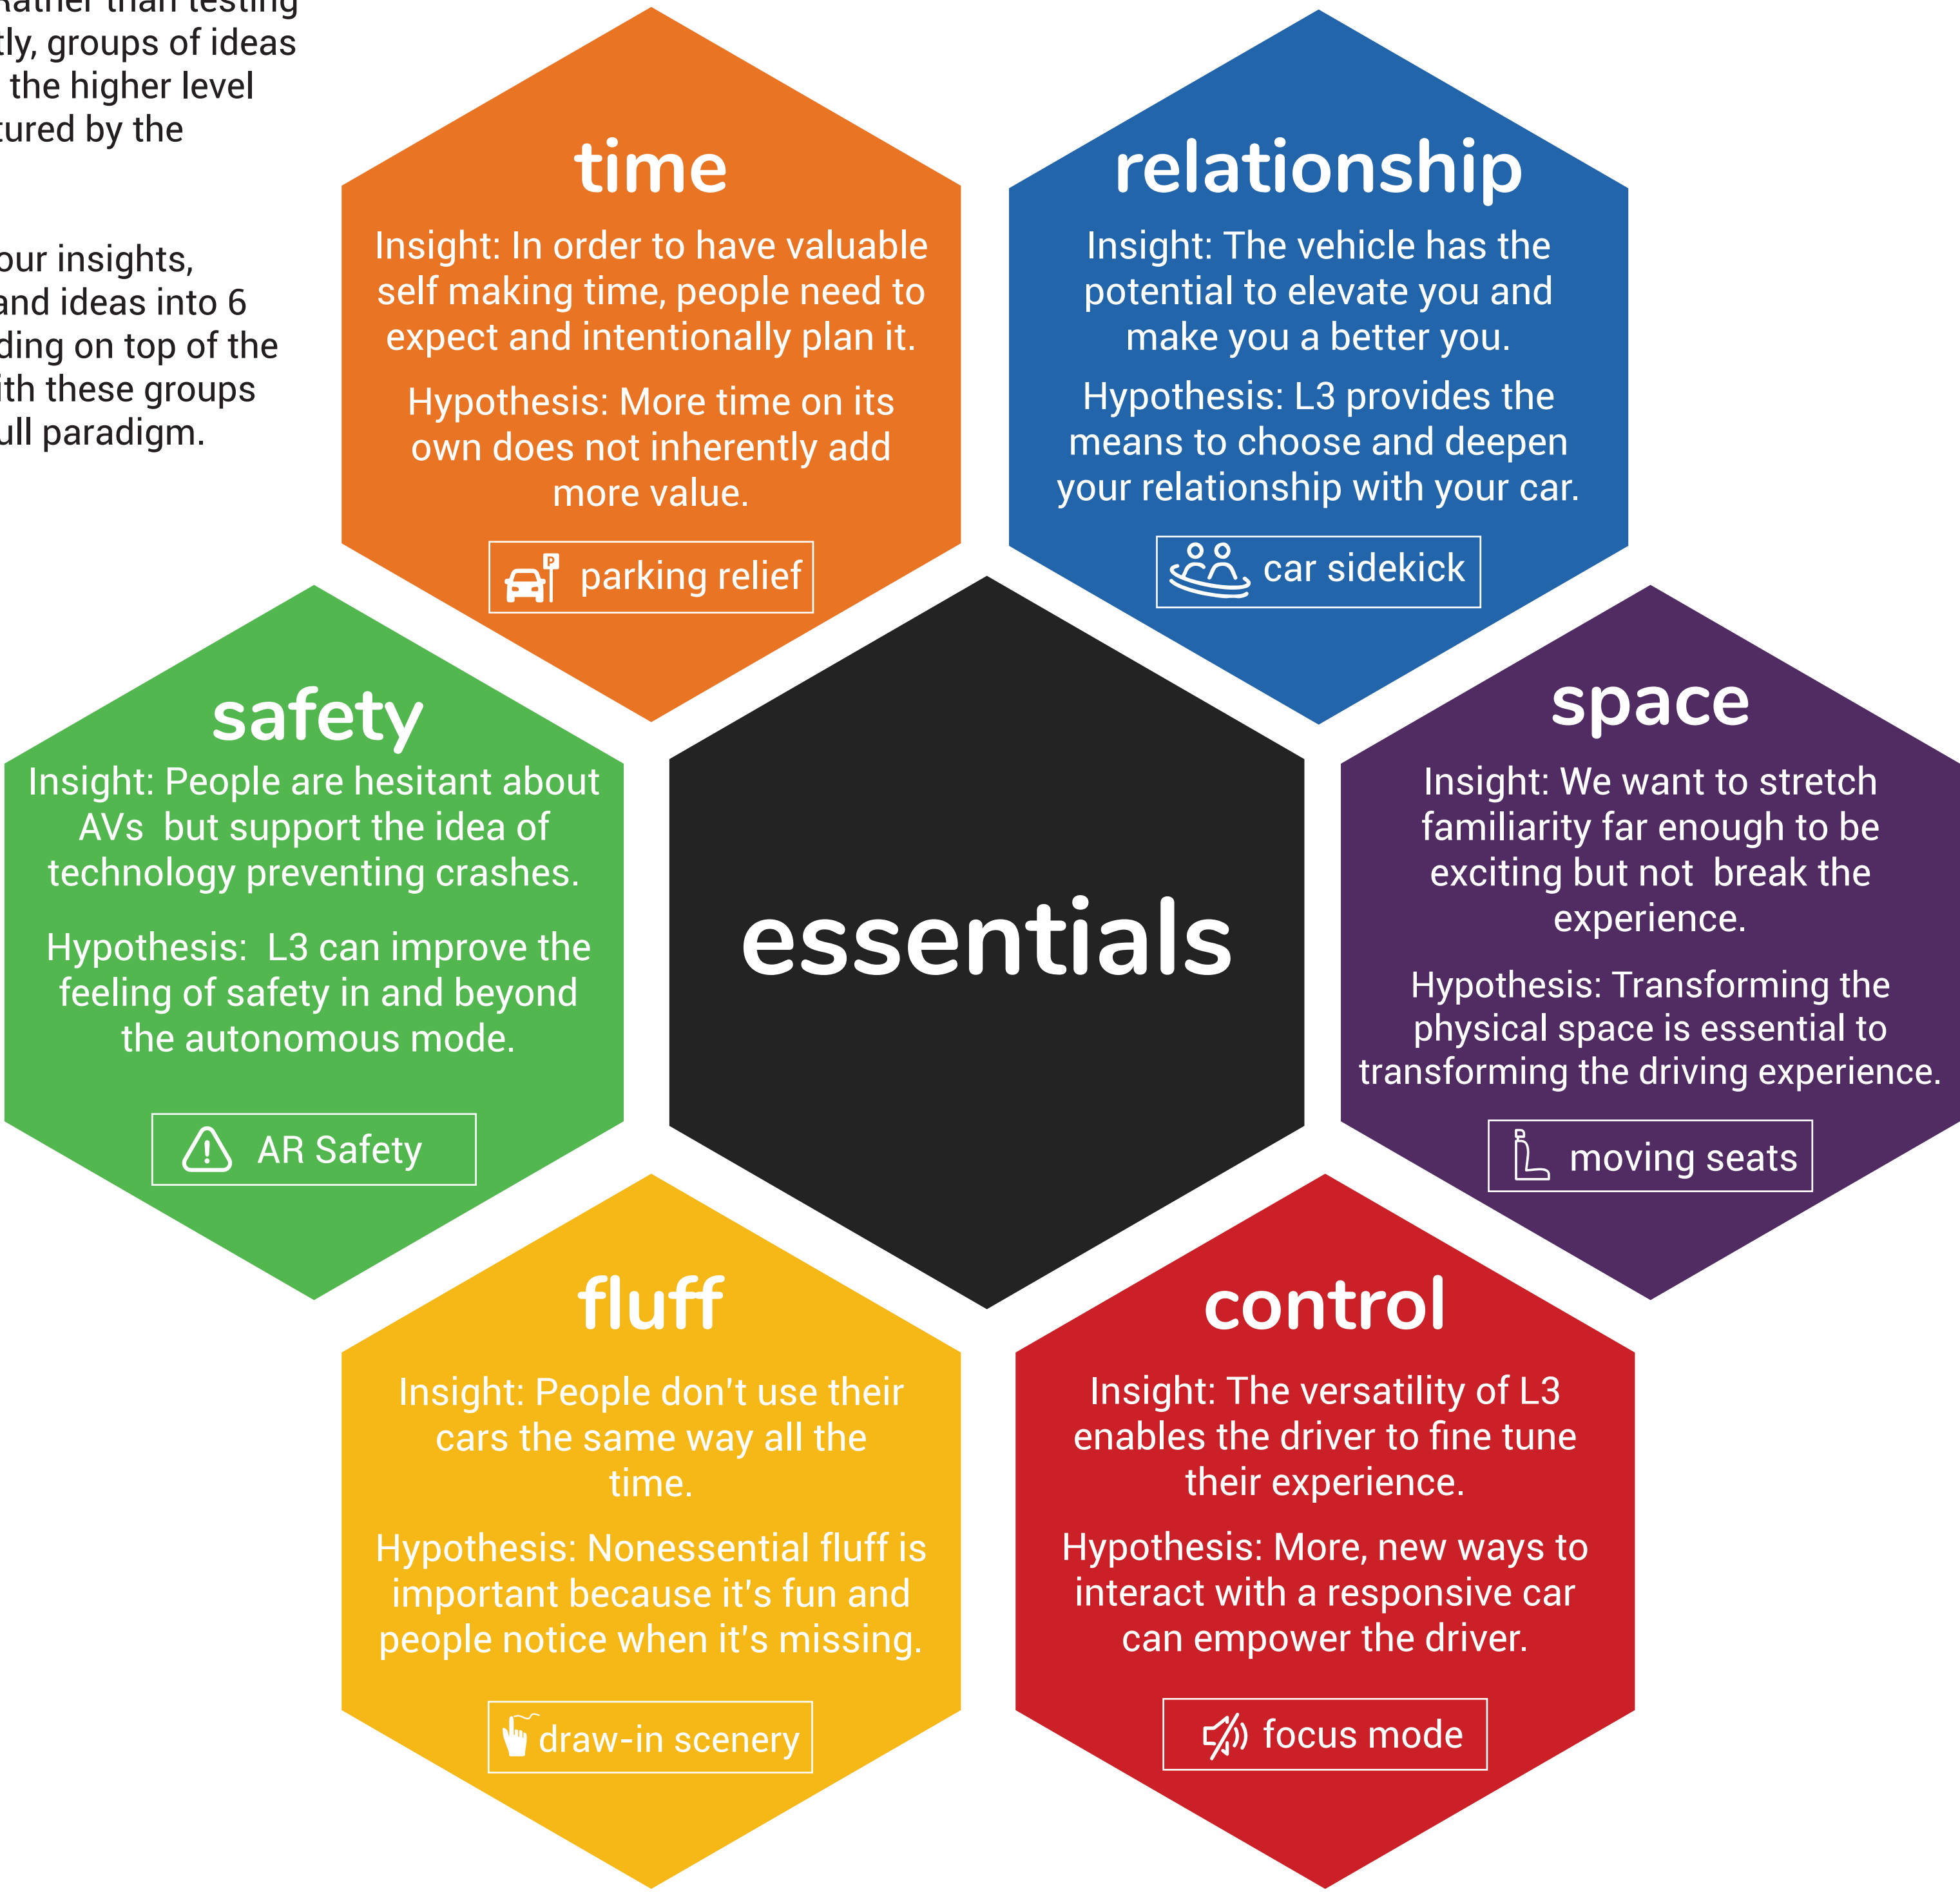 Rather than testing
tly, groups of ideas
the higher level
tured by the
our insights,
and ideas into 6
ding on top of the
ith these groups
ull paradigm.
time
Insight: In order to have valuable
self making time, people need to
expect and intentionally plan it.
Hypothesis: More time on its
own does not inherently add
more value.
P
parking relief
relationship
Insight: The vehicle has the
potential to elevate you and
make you a better you.
Hypothesis: L3 provides the
means to choose and deepen
your relationship with your car.
car sidekick
safety
Insight: People are hesitant about
AVs but support the idea of
technology preventing crashes.
Hypothesis: L3 can improve the
feeling of safety in and beyond
the autonomous mode.
AR Safety
essentials
space
Insight: We want to stretch
familiarity far enough to be
exciting but not break the
experience.
Hypothesis: Transforming the
physical space is essential to
transforming the driving experience.
moving seats
fluff
Insight: People don't use their
cars the same way all the
time.
Hypothesis: Nonessential fluff is
important because it's fun and
people notice when it's missing.
draw-in scenery
control
Insight: The versatility of L3
enables the driver to fine tune
their experience.
Hypothesis: More, new ways to
interact with a responsive car
can empower the driver.
focus mode